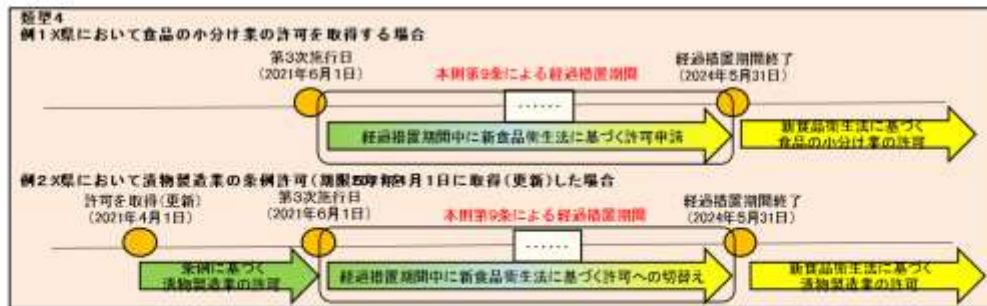 類型4
例1 X県において食品の小分け業の許可を取得する場合
第3次施行日
(2021年6月1日)
本則第9条による経過措置期間
経過措置期間終了
(2024年5月31日)
……
経過措置期間中に新食品衛生法に基づく許可申請
新食品衛生法に基づく
食品の小分け業の許可
例2 X県において漬物製造業の条例許可(期限
月1日に取得(更新)した場合
許可を取得(更新)
(2021年4月1日)
第3次施行日
(2021年6月1日)
本則第9条による経過措置期間
経過措置期間終了
(2024年5月31日)
……
条例に基づく
漬物製造業の許可
経過措置期間中に新食品衛生法に基づく許可への切替え
新食品衛生法に基づく
漬物製造業の許可